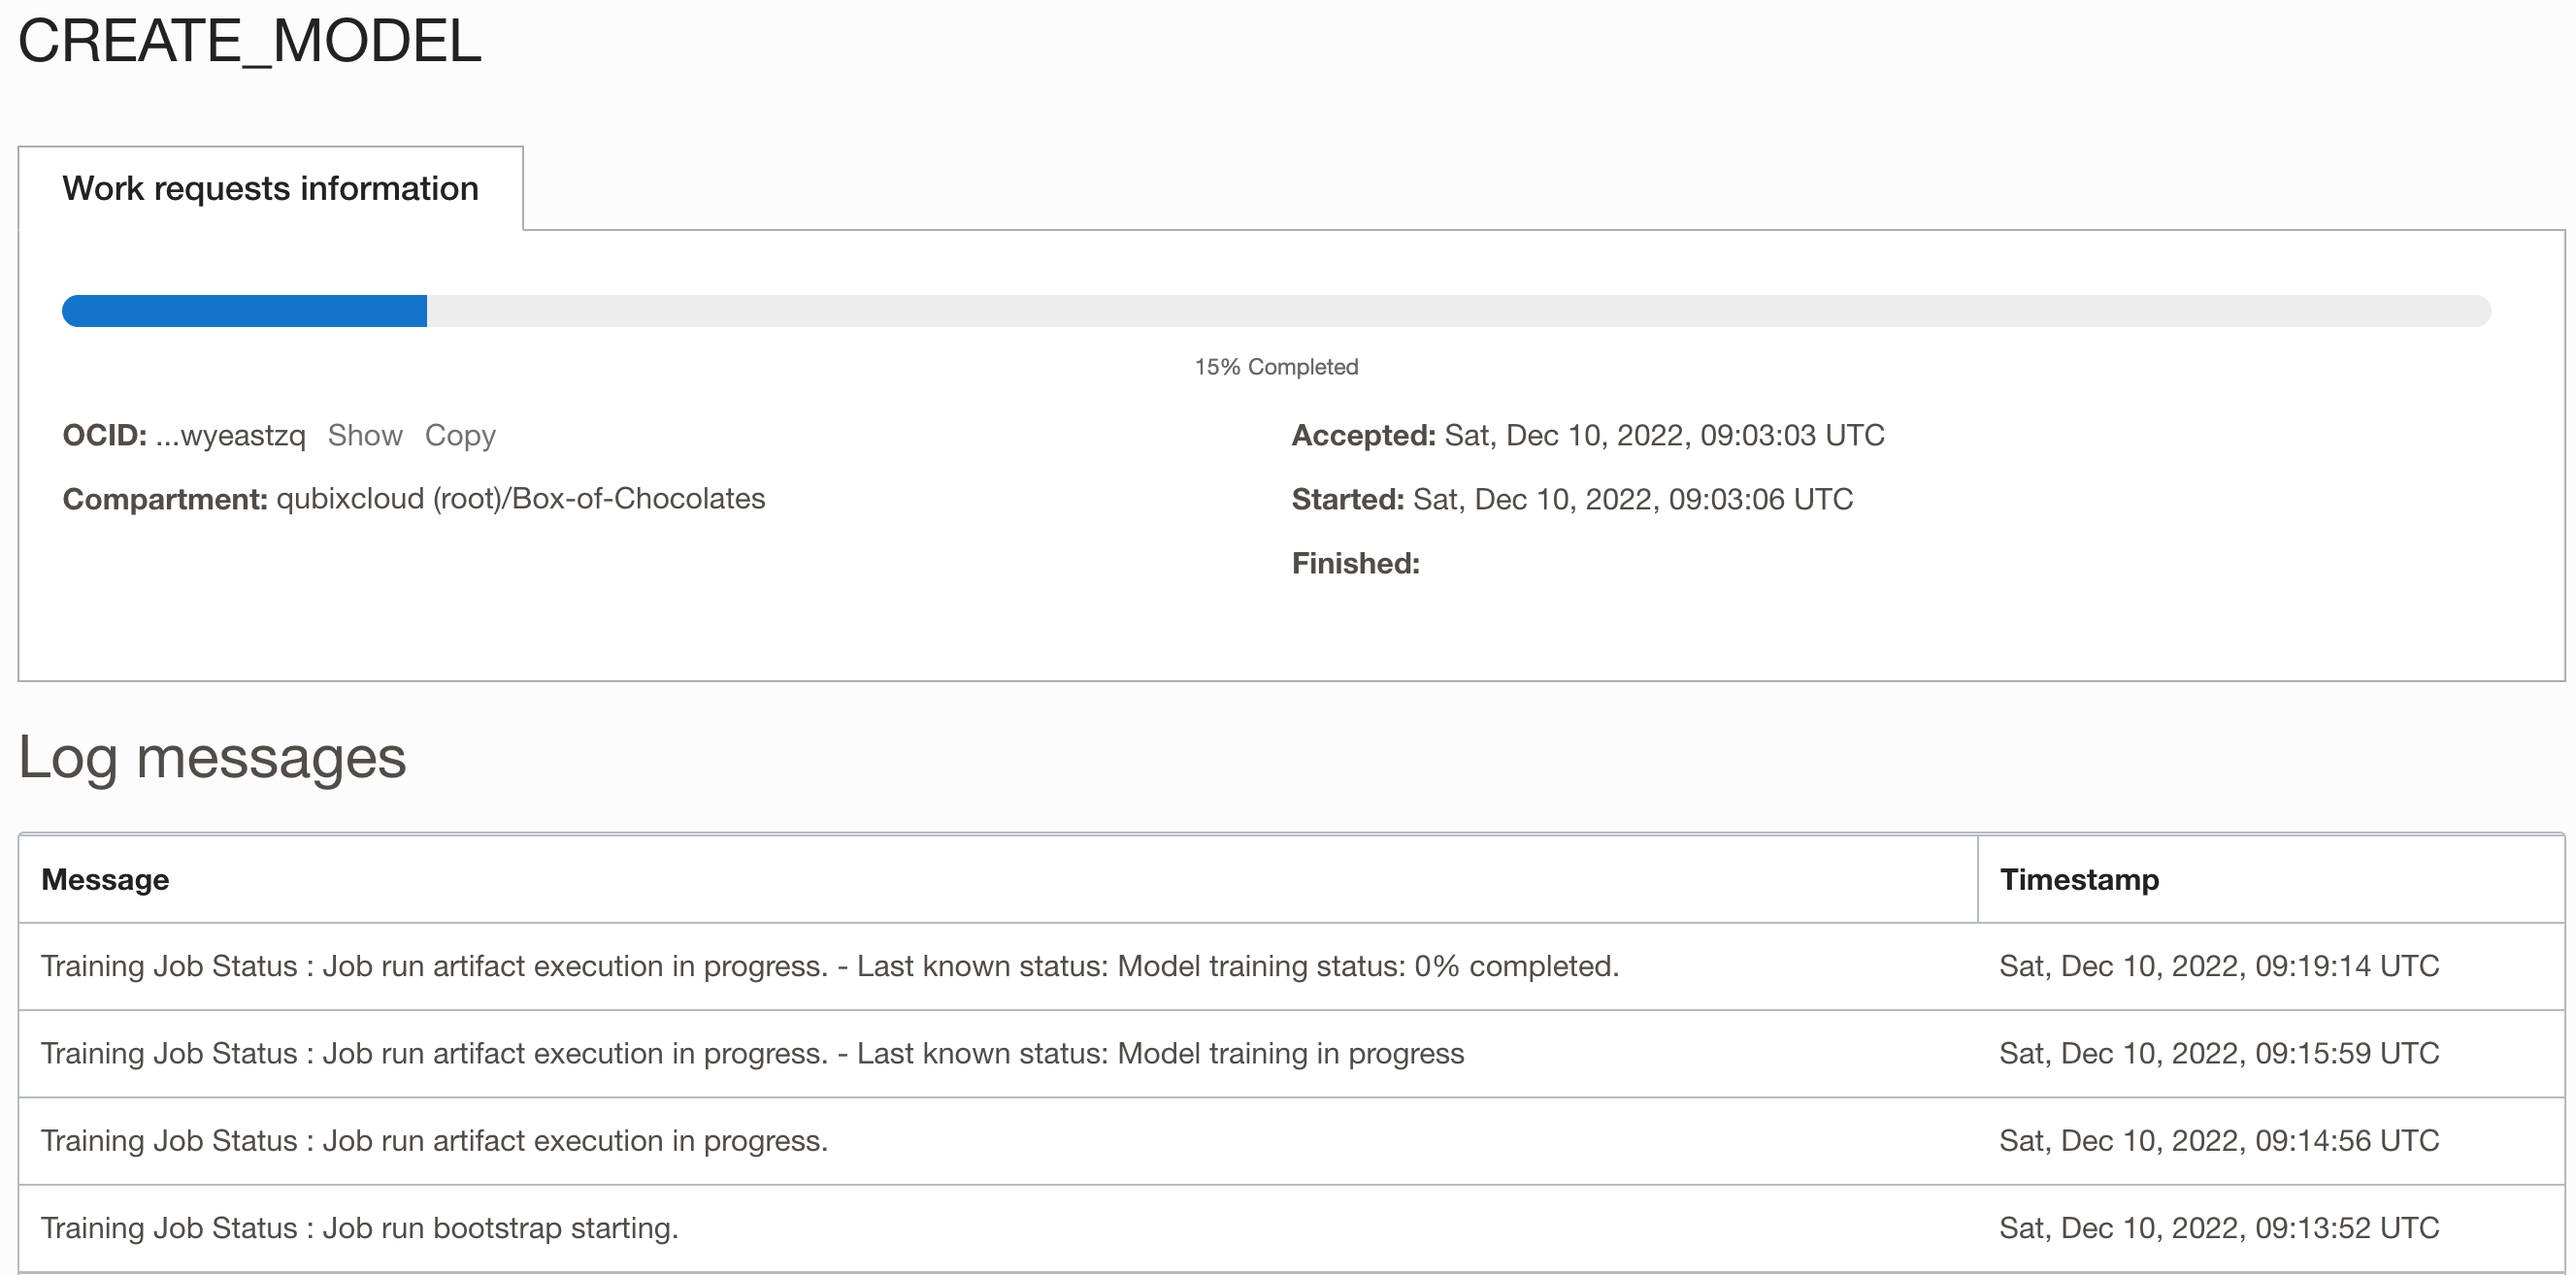 CREATE_MODEL
Work requests information
15% Completed
OCID: ...wyeastzq Show Copy
Compartment: qubixcloud (root)/Box-of-Chocolates
Accepted: Sat, Dec 10, 2022, 09:03:03 UTC
Started: Sat, Dec 10, 2022, 09:03:06 UTC
Finished:
Log messages
Message Timestamp
Training Job Status : Job run artifact execution in progress. - Last known status: Model training status: 0% completed. Sat, Dec 10, 2022, 09:19:14 UTC
Training Job Status : Job run artifact execution in progress. - Last known status: Model training in progress Sat, Dec 10, 2022, 09:15:59 UTC
Training Job Status : Job run artifact execution in progress. Sat, Dec 10, 2022, 09:14:56 UTC
Training Job Status : Job run bootstrap starting. Sat, Dec 10, 2022, 09:13:52 UTC